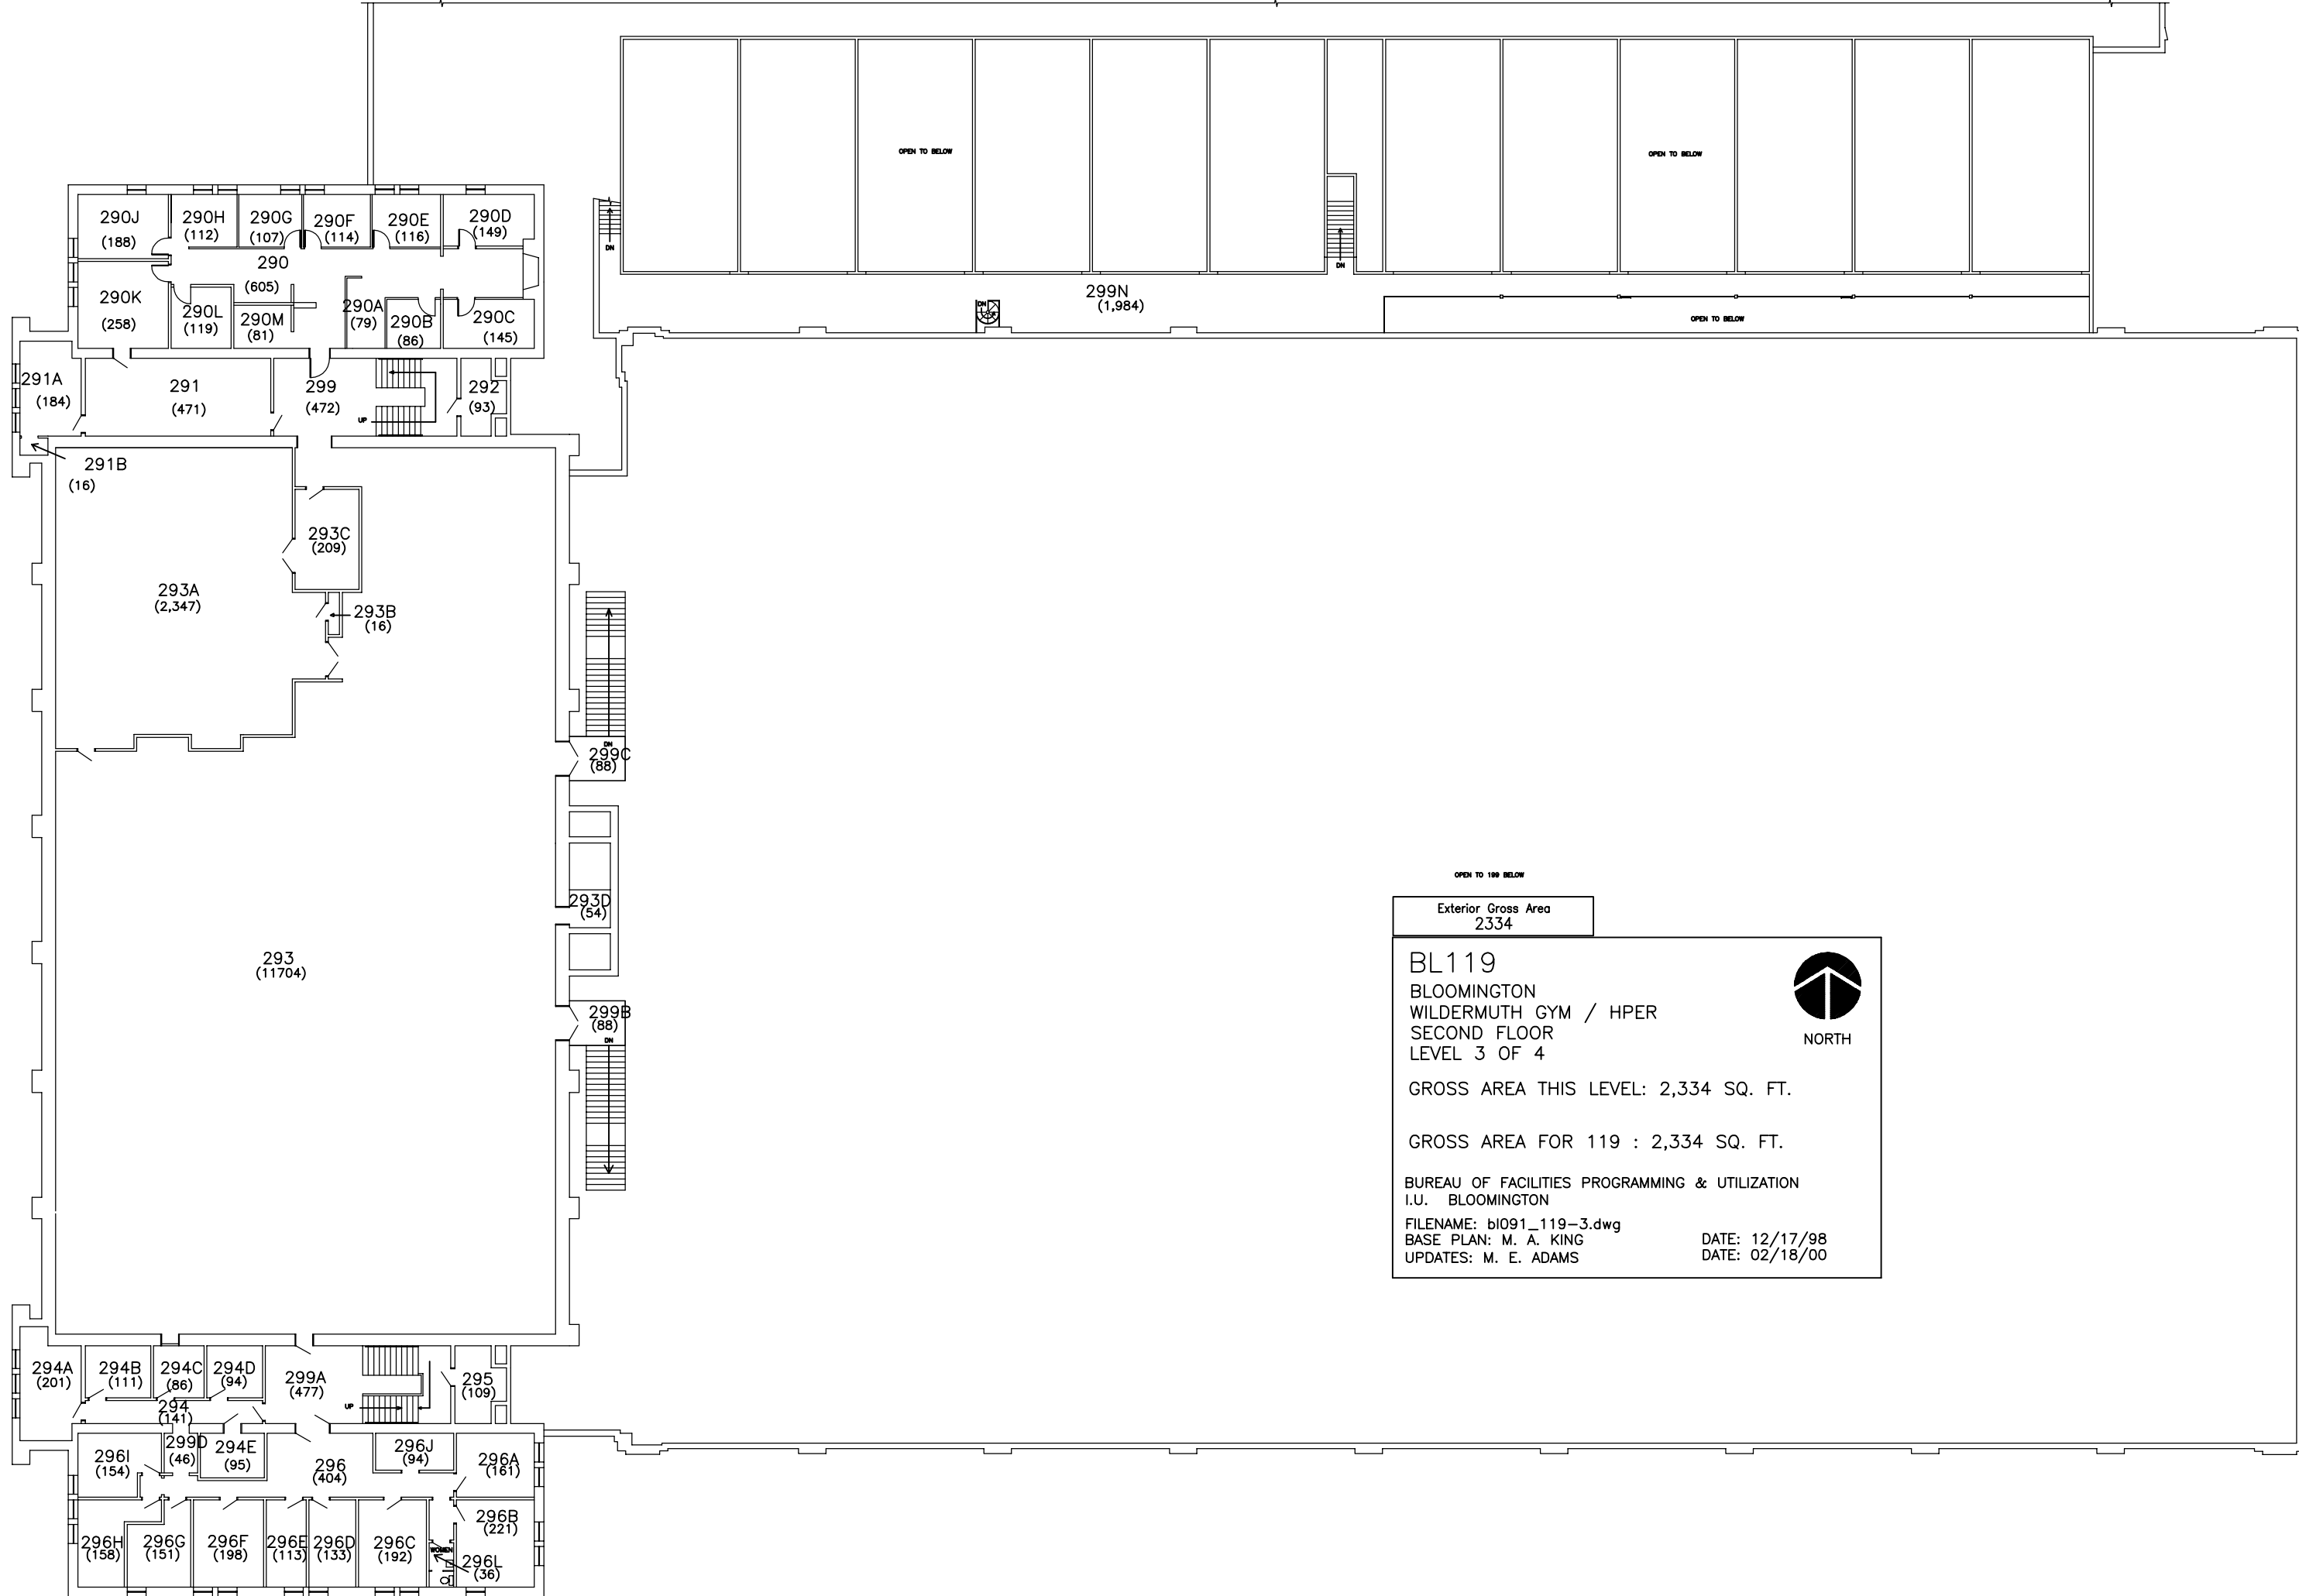 OPEN TO BELOW
OPEN TO BELOW
290J
(188)
290H
(112)
290G
(107)
290F
(114)
290E
(116)
290D
(149)
DN
DN
290
(605)
290K
(258)
290L
(119)
290M
(81)
290A
(79)
290B
(86)
290C
(145)
299N
(1,984)
DN
OPEN TO BELOW
291A
(184)
291
(471)
299
(472)
UP
292
(93)
291B
(16)
293C
(209)
293A
(2,347)
293B
(16)
DN
299C
(88)
293D
(54)
293
(11704)
299B
(88)
DN
OPEN TO 199 BELOW
Exterior Gross Area
2334
BL119
BLOOMINGTON
WILDERMUTH GYM / HPER
SECOND FLOOR
LEVEL 3 OF 4
NORTH
GROSS AREA THIS LEVEL: 2,334 SQ. FT.
GROSS AREA FOR 119 : 2,334 SQ. FT.
BUREAU OF FACILITIES PROGRAMMING & UTILIZATION
I.U. BLOOMINGTON
FILENAME: bl091_119-3.dwg
BASE PLAN: M. A. KING DATE: 12/17/98
UPDATES: M. E. ADAMS DATE: 02/18/00
294A
(201)
294B
(111)
294C
(86)
294D
(94)
299A
(477)
UP
295
(109)
294
(141)
296I
(154)
299D
(46)
294E
(95)
296
(404)
296J
(94)
296A
(161)
296B
(221)
296H
(158)
296G
(151)
296F
(198)
296E
(113)
296D
(133)
296C
(192)
WOMEN
296L
(36)